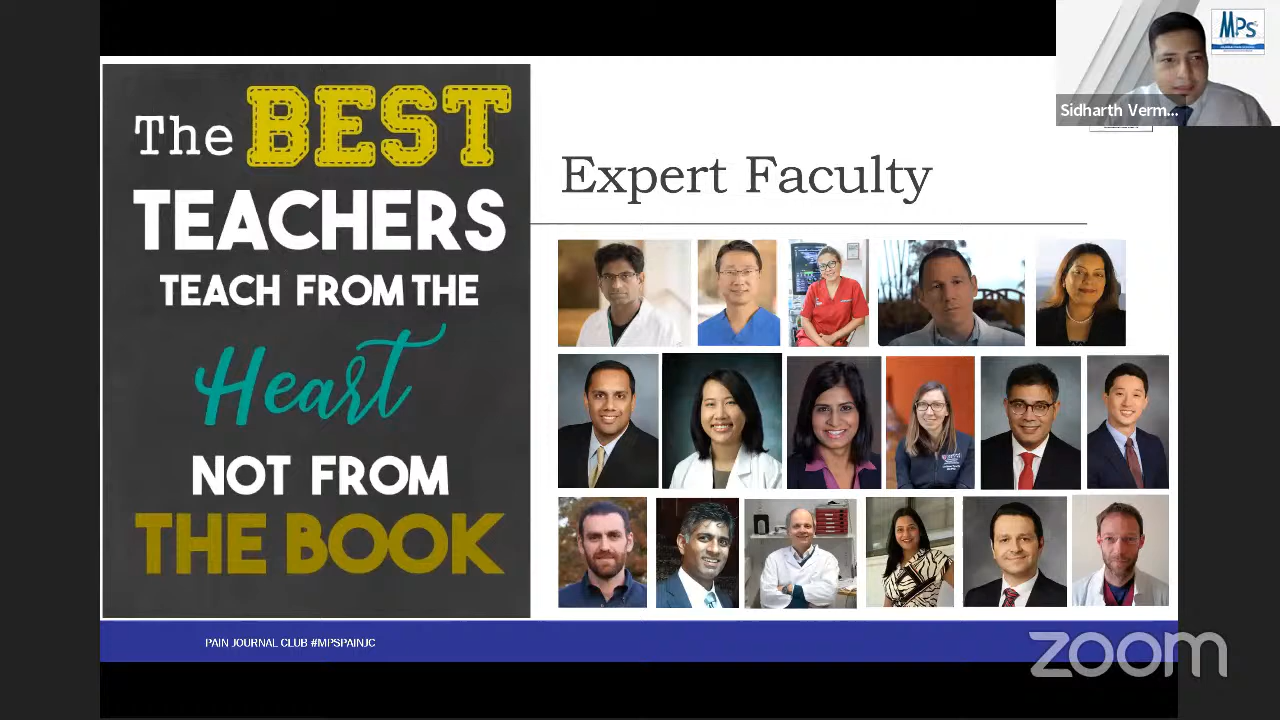 The BEST
TEACHERS
TEACH FROM THE
Heart
NOT FROM
THE BOOK
Expert Faculty
MPS
Sidharth Verm...
PAIN JOURNAL CLUB #MPSPAINJC
zoom